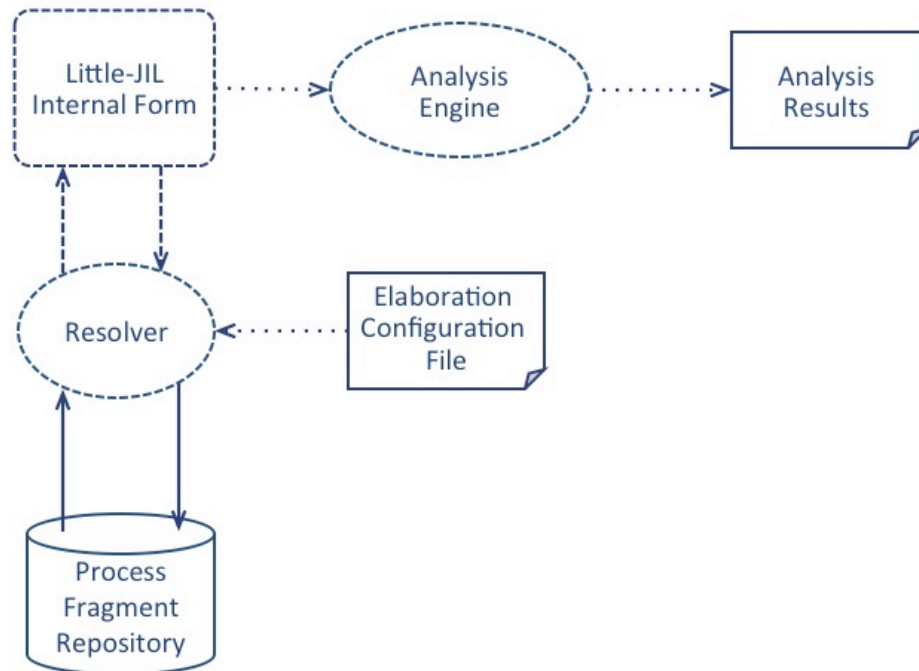 Little-JIL
Internal Form
Analysis
Engine
Analysis
Results
Resolver
Elaboration
Configuration
File
Process
Fragment
Repository